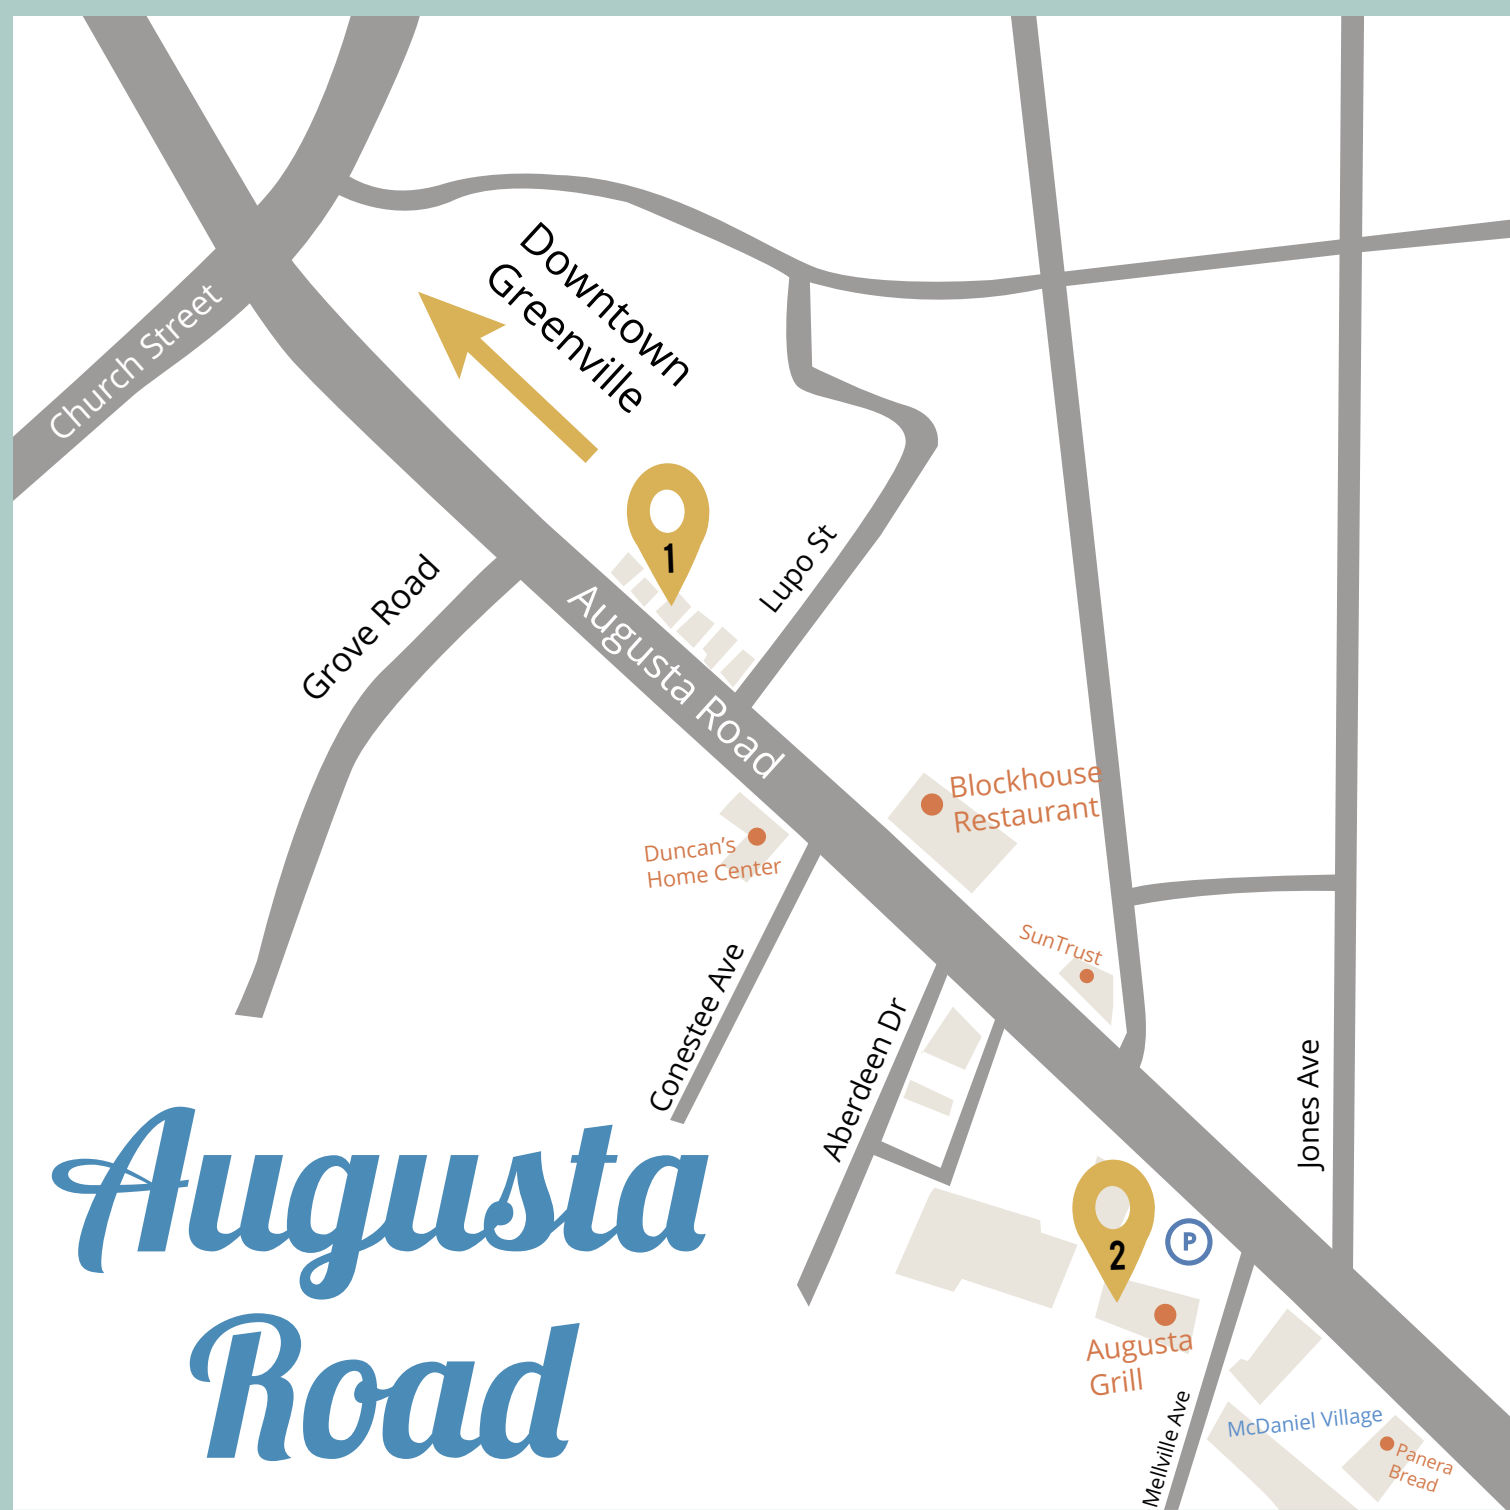 Church Street
Downtown
Greenville
1
Grove Road
Lupo St
Augusta Road
Blockhouse
Restaurant
Duncan’s
Home Center
SunTrust
Conestee Ave
Aberdeen Dr
Jones Ave
2
P
Augusta
Grill
Mellville Ave
McDaniel Village
Panera
Bread
Augusta
Road